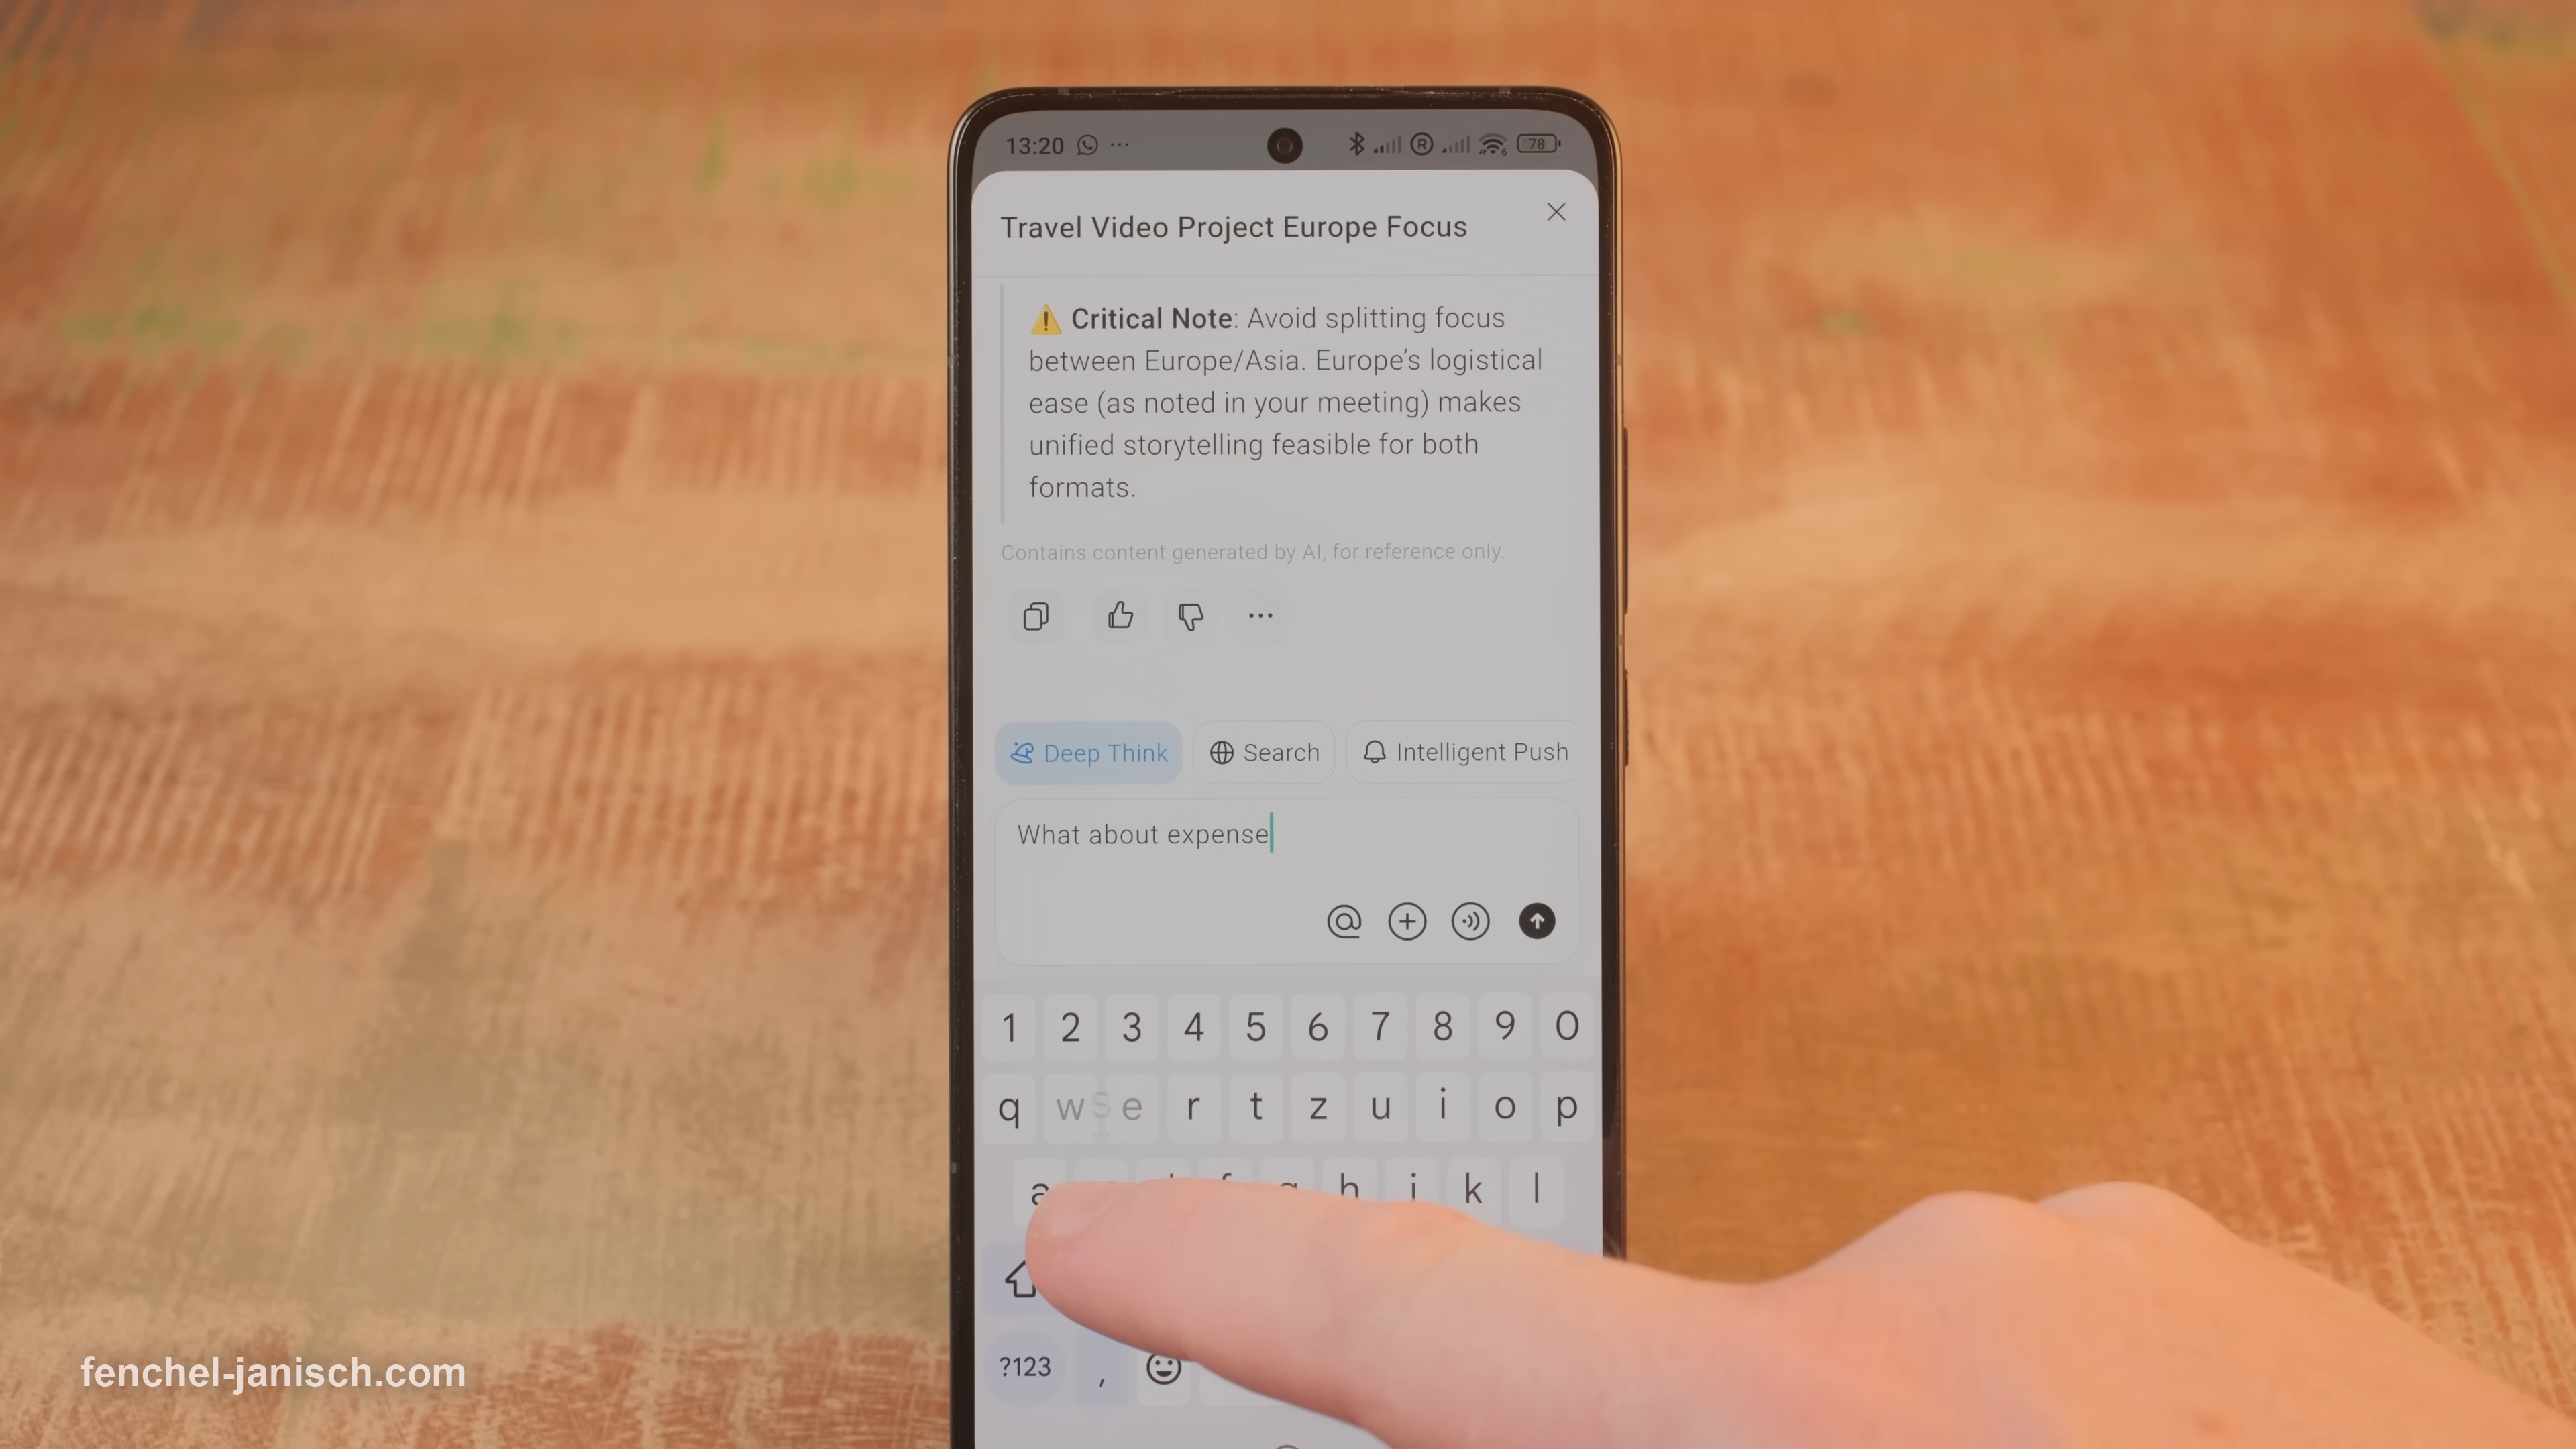 13:20
78
Travel Video Project Europe Focus
Critical Note: Avoid splitting focus
between Europe/Asia. Europe’s logistical
ease (as noted in your meeting) makes
unified storytelling feasible for both
formats.
Contains content generated by AI, for reference only.
Deep Think Search Intelligent Push
What about expense
1 2 3 4 5 6 7 8 9 0
q w s e r t z u i o p
a f g h j k l
?123 ,
fenchel-janisch.com